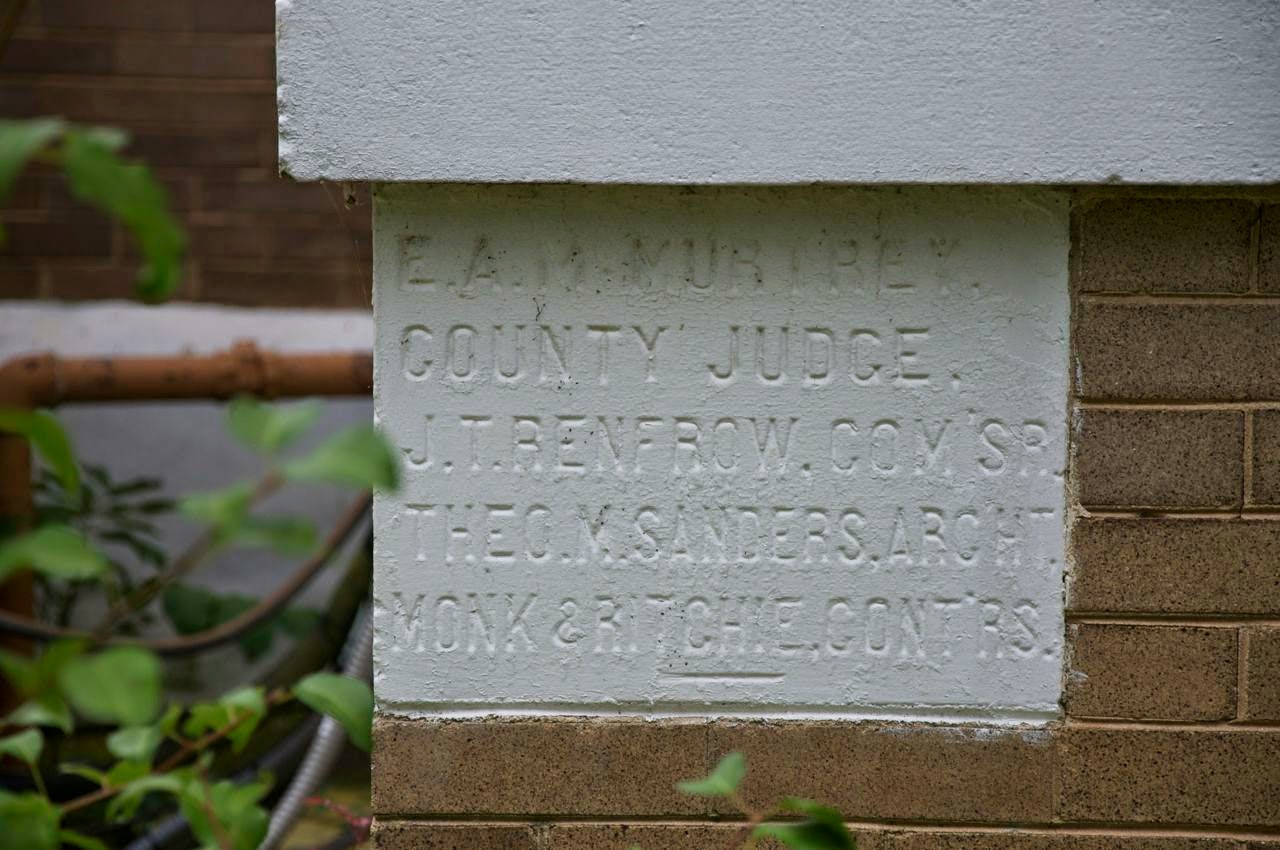 E.A.McMURTREY.
COUNTY JUDGE.
J.T.RENFROW. COM'SR.
THEO.M.SANDERS.ARCH'T.
MONK & RITCHIE.CONT'RS.